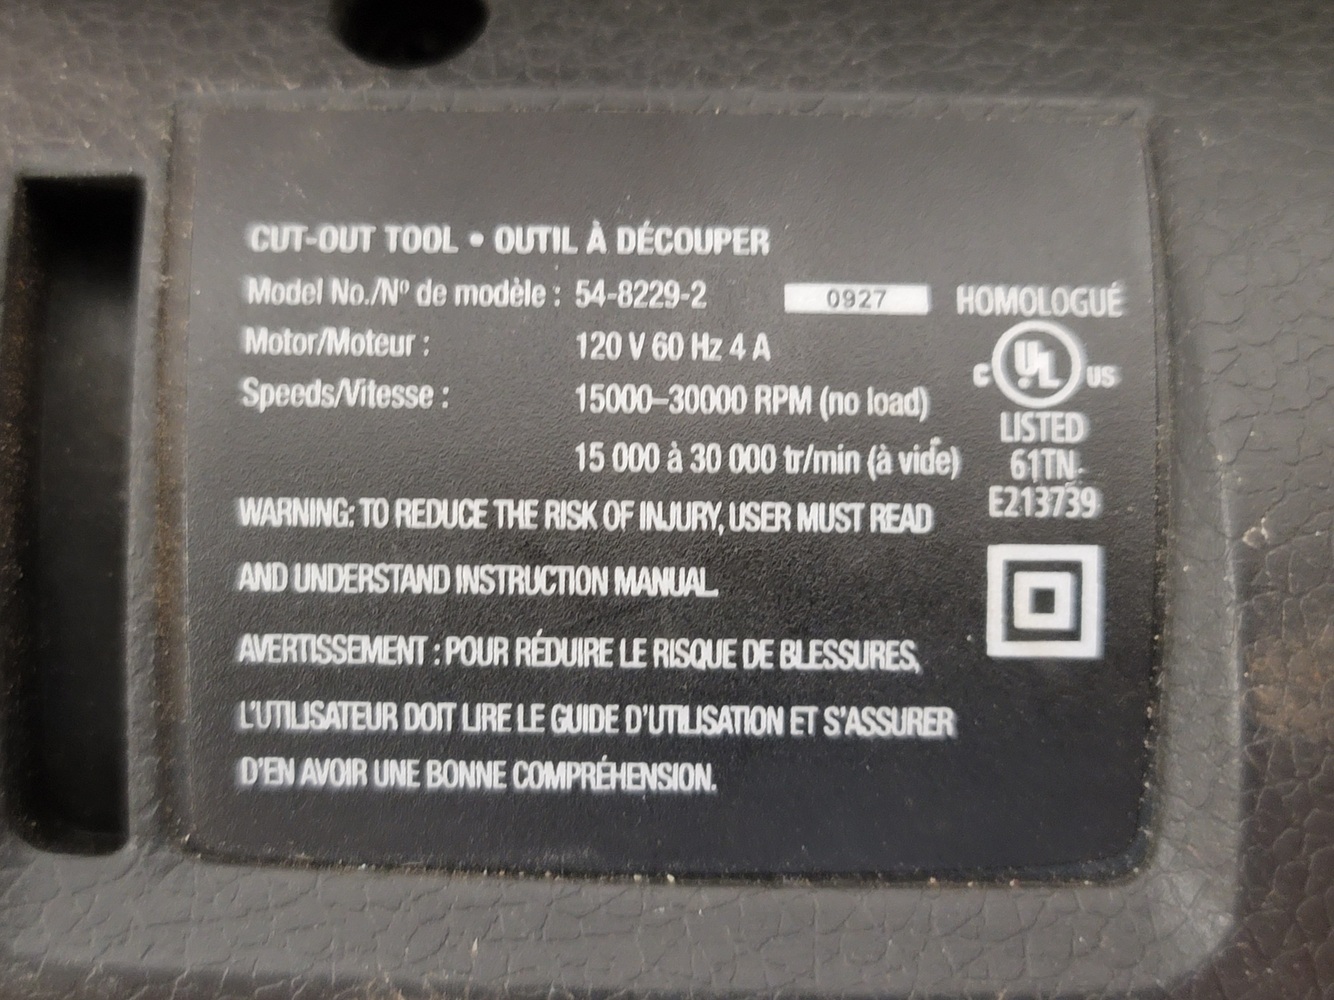 CUT-OUT TOOL • OUTIL À DÉCOUPER
Model No./Nº de modèle : 54-8229-2
0927
HOMOLOGUÉ
Motor/Moteur : 120 V 60 Hz 4 A
C UL US
Speeds/Vitesse : 15000–30000 RPM (no load)
LISTED
15 000 à 30 000 tr/min (à vide)
61TN
E213739
WARNING: TO REDUCE THE RISK OF INJURY, USER MUST READ
AND UNDERSTAND INSTRUCTION MANUAL.
AVERTISSEMENT : POUR RÉDUIRE LE RISQUE DE BLESSURES,
L'UTILISATEUR DOIT LIRE LE GUIDE D'UTILISATION ET S'ASSURER
D'EN AVOIR UNE BONNE COMPRÉHENSION.